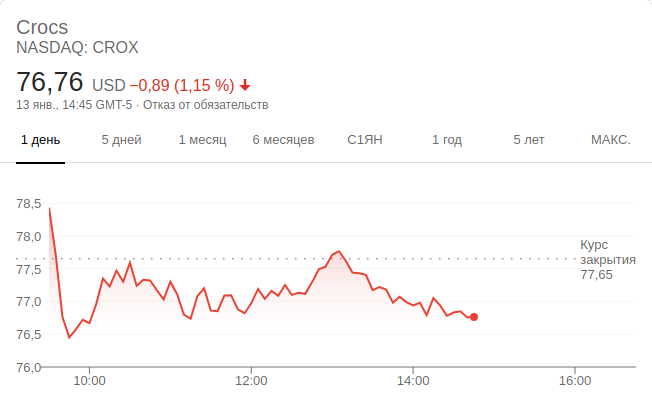 Crocs
NASDAQ: CROX
76,76 USD −0,89 (1,15 %)
13 янв., 14:45 GMT-5 · Отказ от обязательств
1 день 5 дней 1 месяц 6 месяцев С1ЯН 1 год 5 лет МАКС.
78,5
78,0
Курс
закрытия
77,65
77,5
77,0
76,5
76,0
10:00 12:00 14:00 16:00